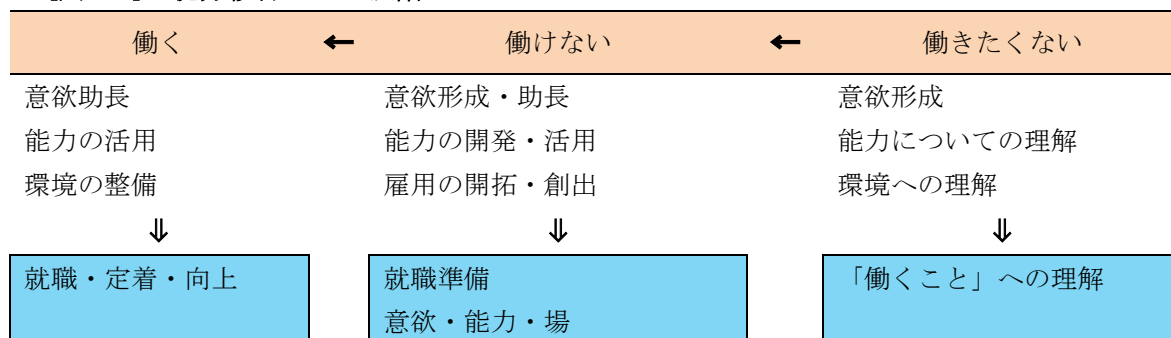 働く ← 働けない ← 働きたくない
意欲助長 意欲形成・助長 意欲形成
能力の活用 能力の開発・活用 能力についての理解
環境の整備 雇用の開拓・創出 環境への理解
⇓ ⇓ ⇓
就職・定着・向上 就職準備 「働くこと」への理解
意欲・能力・場